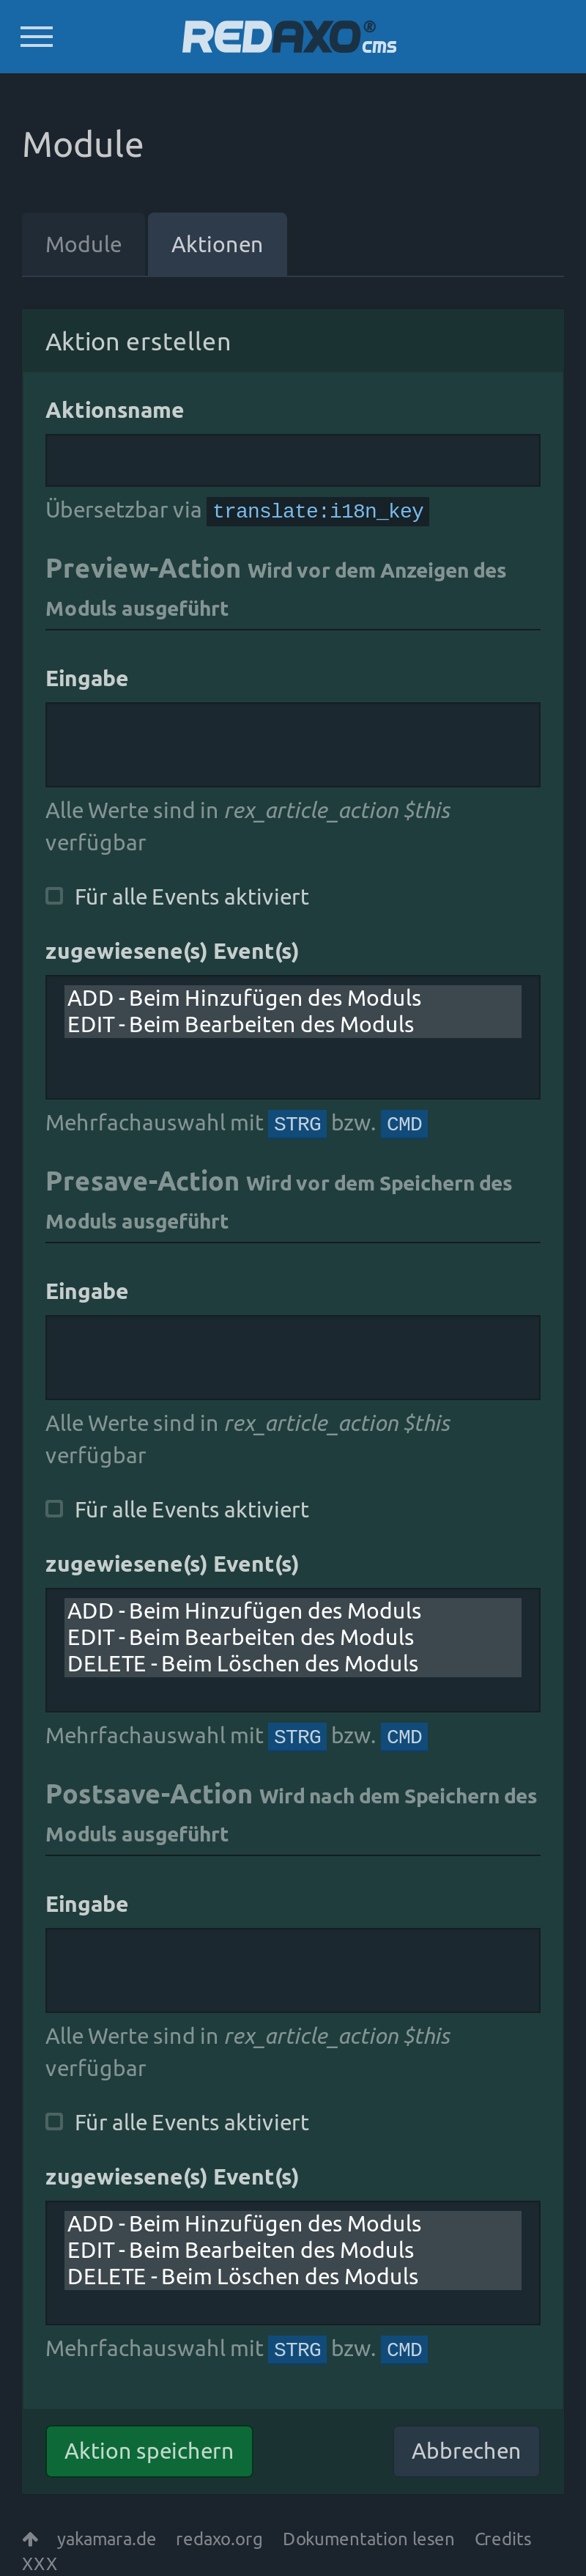 REDAXO® cms
Module
Module Aktionen
Aktion erstellen
Aktionsname
Übersetzbar via translate:i18n_key
Preview-Action Wird vor dem Anzeigen des
Moduls ausgeführt
Eingabe
Alle Werte sind in rex_article_action $this
verfügbar
Für alle Events aktiviert
zugewiesene(s) Event(s)
ADD - Beim Hinzufügen des Moduls
EDIT - Beim Bearbeiten des Moduls
Mehrfachauswahl mit STRG bzw. CMD
Presave-Action Wird vor dem Speichern des
Moduls ausgeführt
Eingabe
Alle Werte sind in rex_article_action $this
verfügbar
Für alle Events aktiviert
zugewiesene(s) Event(s)
ADD - Beim Hinzufügen des Moduls
EDIT - Beim Bearbeiten des Moduls
DELETE - Beim Löschen des Moduls
Mehrfachauswahl mit STRG bzw. CMD
Postsave-Action Wird nach dem Speichern des
Moduls ausgeführt
Eingabe
Alle Werte sind in rex_article_action $this
verfügbar
Für alle Events aktiviert
zugewiesene(s) Event(s)
ADD - Beim Hinzufügen des Moduls
EDIT - Beim Bearbeiten des Moduls
DELETE - Beim Löschen des Moduls
Mehrfachauswahl mit STRG bzw. CMD
Aktion speichern Abbrechen
yakamara.de redaxo.org Dokumentation lesen Credits
XXX